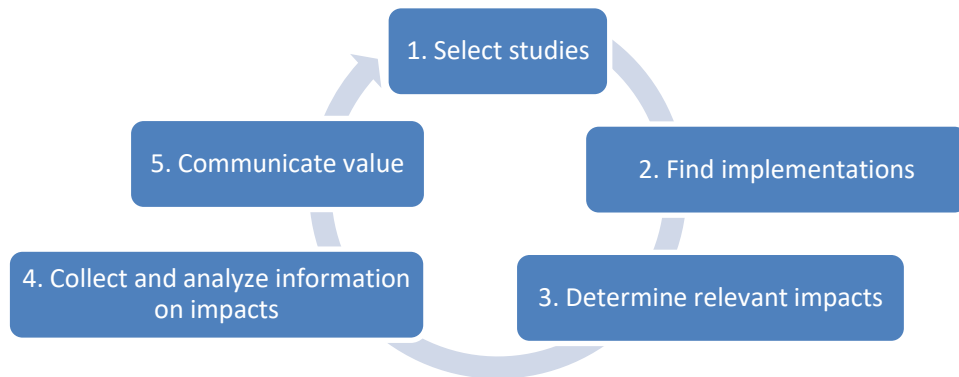 1. Select studies
2. Find implementations
3. Determine relevant impacts
4. Collect and analyze information
on impacts
5. Communicate value